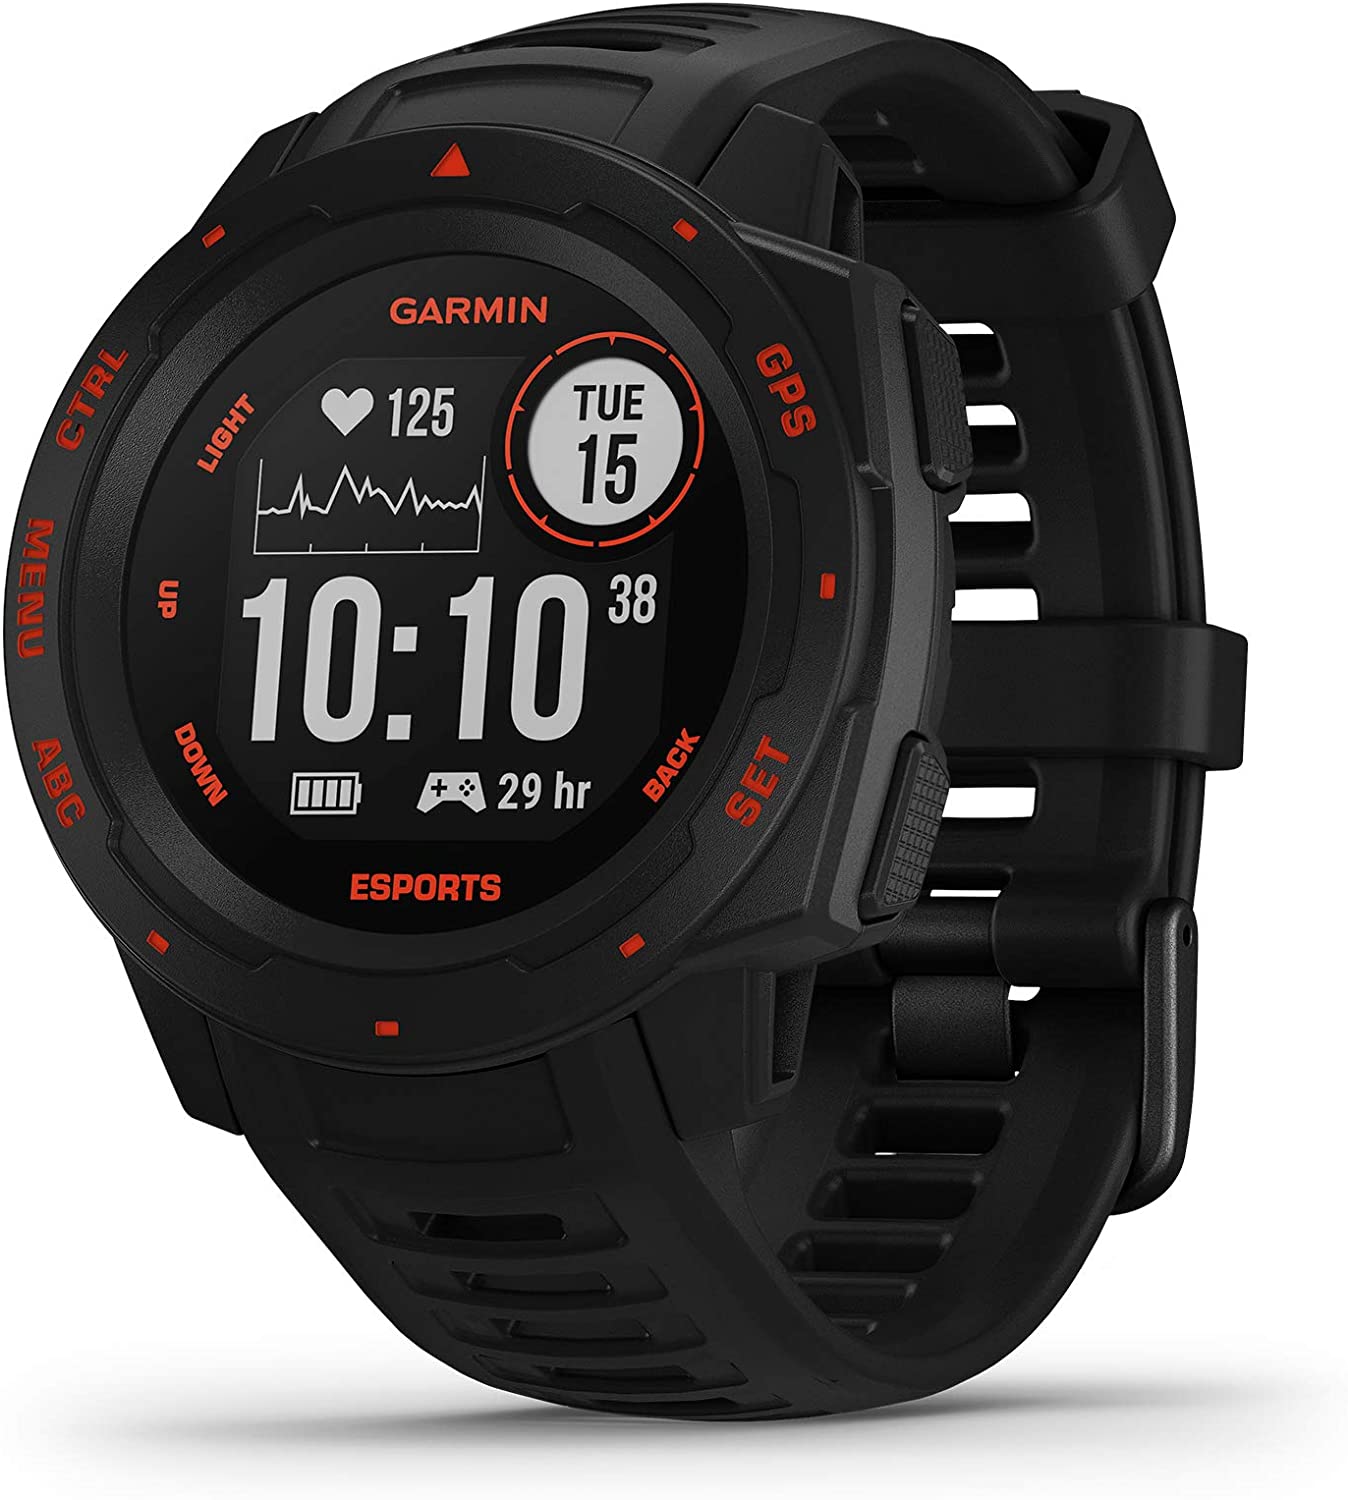 GARMIN
CTRL
LIGHT
125
TUE
15
GPS
MENU
UP
10:10
38
ABC
DOWN
29 hr
BACK
SET
ESPORTS